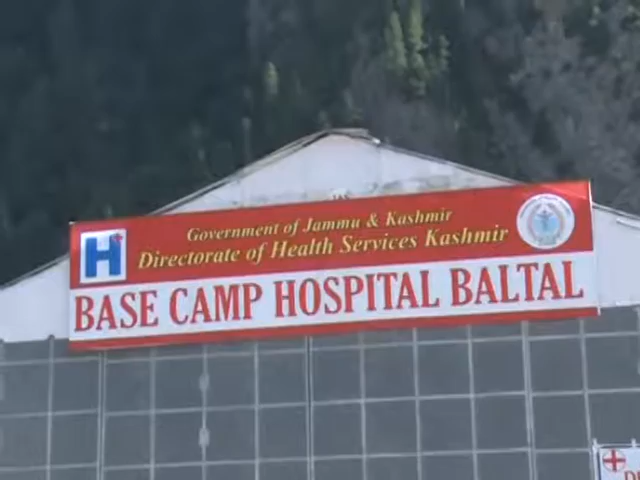 Government of Jammu & Kashmir
Directorate of Health Services Kashmir
H
BASE CAMP HOSPITAL BALTAL